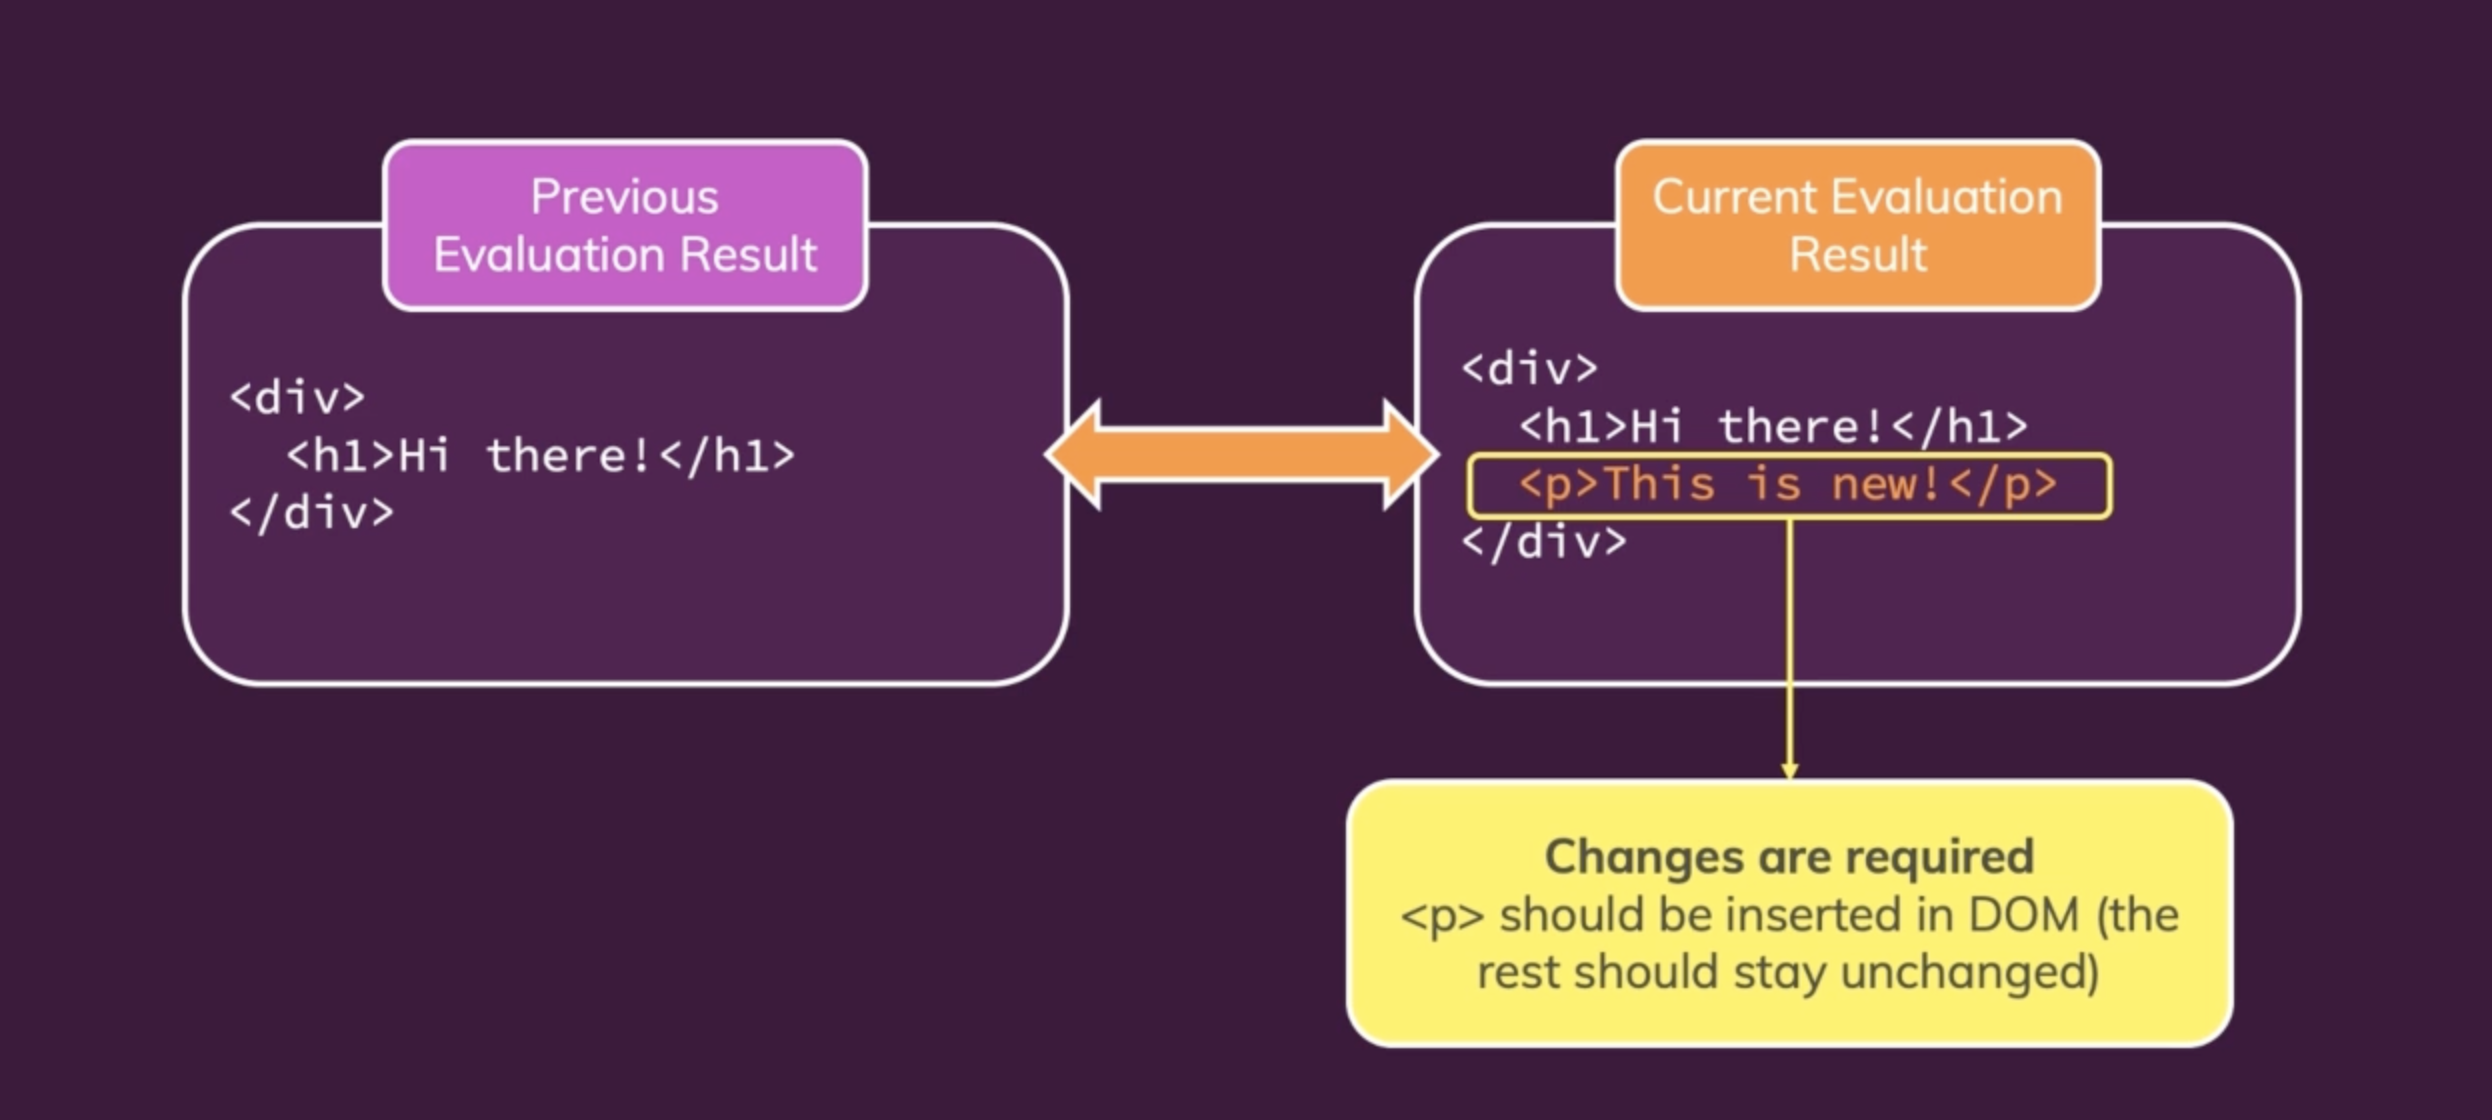 Previous
Evaluation Result
<div>
  <h1>Hi there!</h1>
</div>
Current Evaluation
Result
<div>
  <h1>Hi there!</h1>
  <p>This is new!</p>
</div>
Changes are required
<p> should be inserted in DOM (the
rest should stay unchanged)